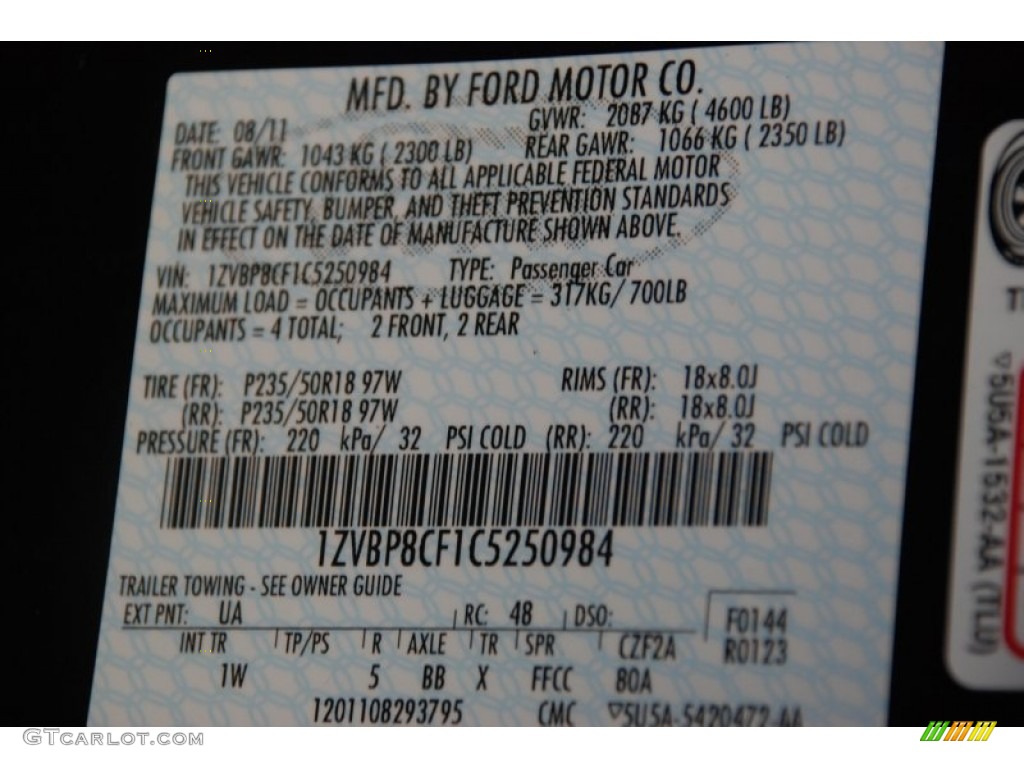 MFD. BY FORD MOTOR CO.
DATE: 08/11 GVWR: 2087 KG ( 4600 LB)
FRONT GAWR: 1043 KG ( 2300 LB) REAR GAWR: 1066 KG ( 2350 LB)
THIS VEHICLE CONFORMS TO ALL APPLICABLE FEDERAL MOTOR
VEHICLE SAFETY, BUMPER, AND THEFT PREVENTION STANDARDS
IN EFFECT ON THE DATE OF MANUFACTURE SHOWN ABOVE.
VIN: 1ZVBP8CF1C5250984 TYPE: Passenger Car
MAXIMUM LOAD = OCCUPANTS + LUGGAGE = 317KG/ 700LB
OCCUPANTS = 4 TOTAL; 2 FRONT, 2 REAR
TIRE (FR): P235/50R18 97W RIMS (FR): 18x8.0J
(RR): P235/50R18 97W (RR): 18x8.0J
PRESSURE (FR): 220 kPa/ 32 PSI COLD (RR): 220 kPa/ 32 PSI COLD
1ZVBP8CF1C5250984
TRAILER TOWING - SEE OWNER GUIDE
EXT PNT: UA RC: 48 DSO: F0144
INT TR TP/PS R AXLE TR SPR CZF2A R0123
1W 5 BB X FFCC 80A
1201108293795 CMC ▽5U5A-5420472-AA
▽5U5A-1532-AA (TLU)
GTcarlot.com